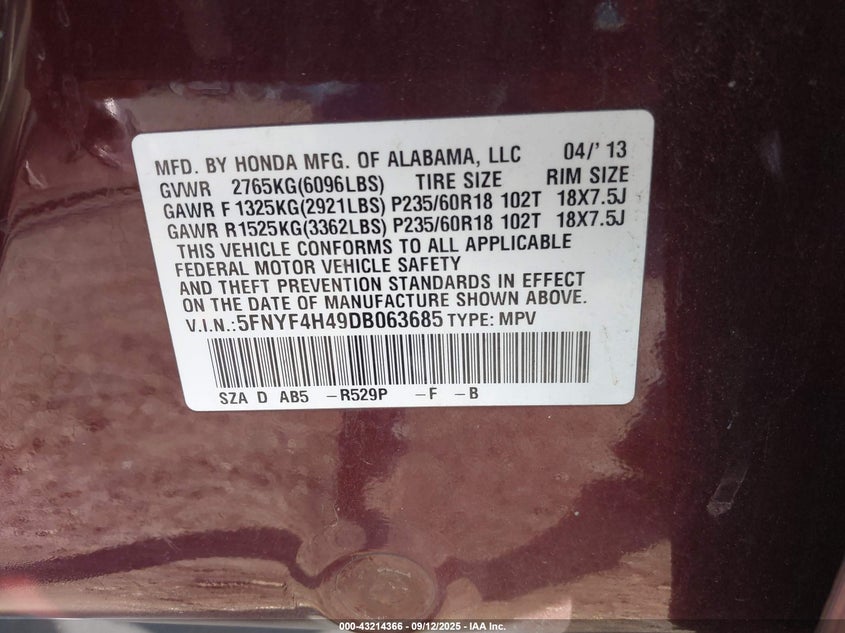 MFD. BY HONDA MFG. OF ALABAMA, LLC 04/' 13
GVWR 2765KG(6096LBS) TIRE SIZE RIM SIZE
GAWR F 1325KG(2921LBS) P235/60R18 102T 18X7.5J
GAWR R1525KG(3362LBS) P235/60R18 102T 18X7.5J
THIS VEHICLE CONFORMS TO ALL APPLICABLE
FEDERAL MOTOR VEHICLE SAFETY
AND THEFT PREVENTION STANDARDS IN EFFECT
ON THE DATE OF MANUFACTURE SHOWN ABOVE.
V.I.N.:5FNYF4H49DB063685 TYPE: MPV
SZA D AB5 -R529P -F -B
000-43214366 - 09/12/2025 - IAA Inc.